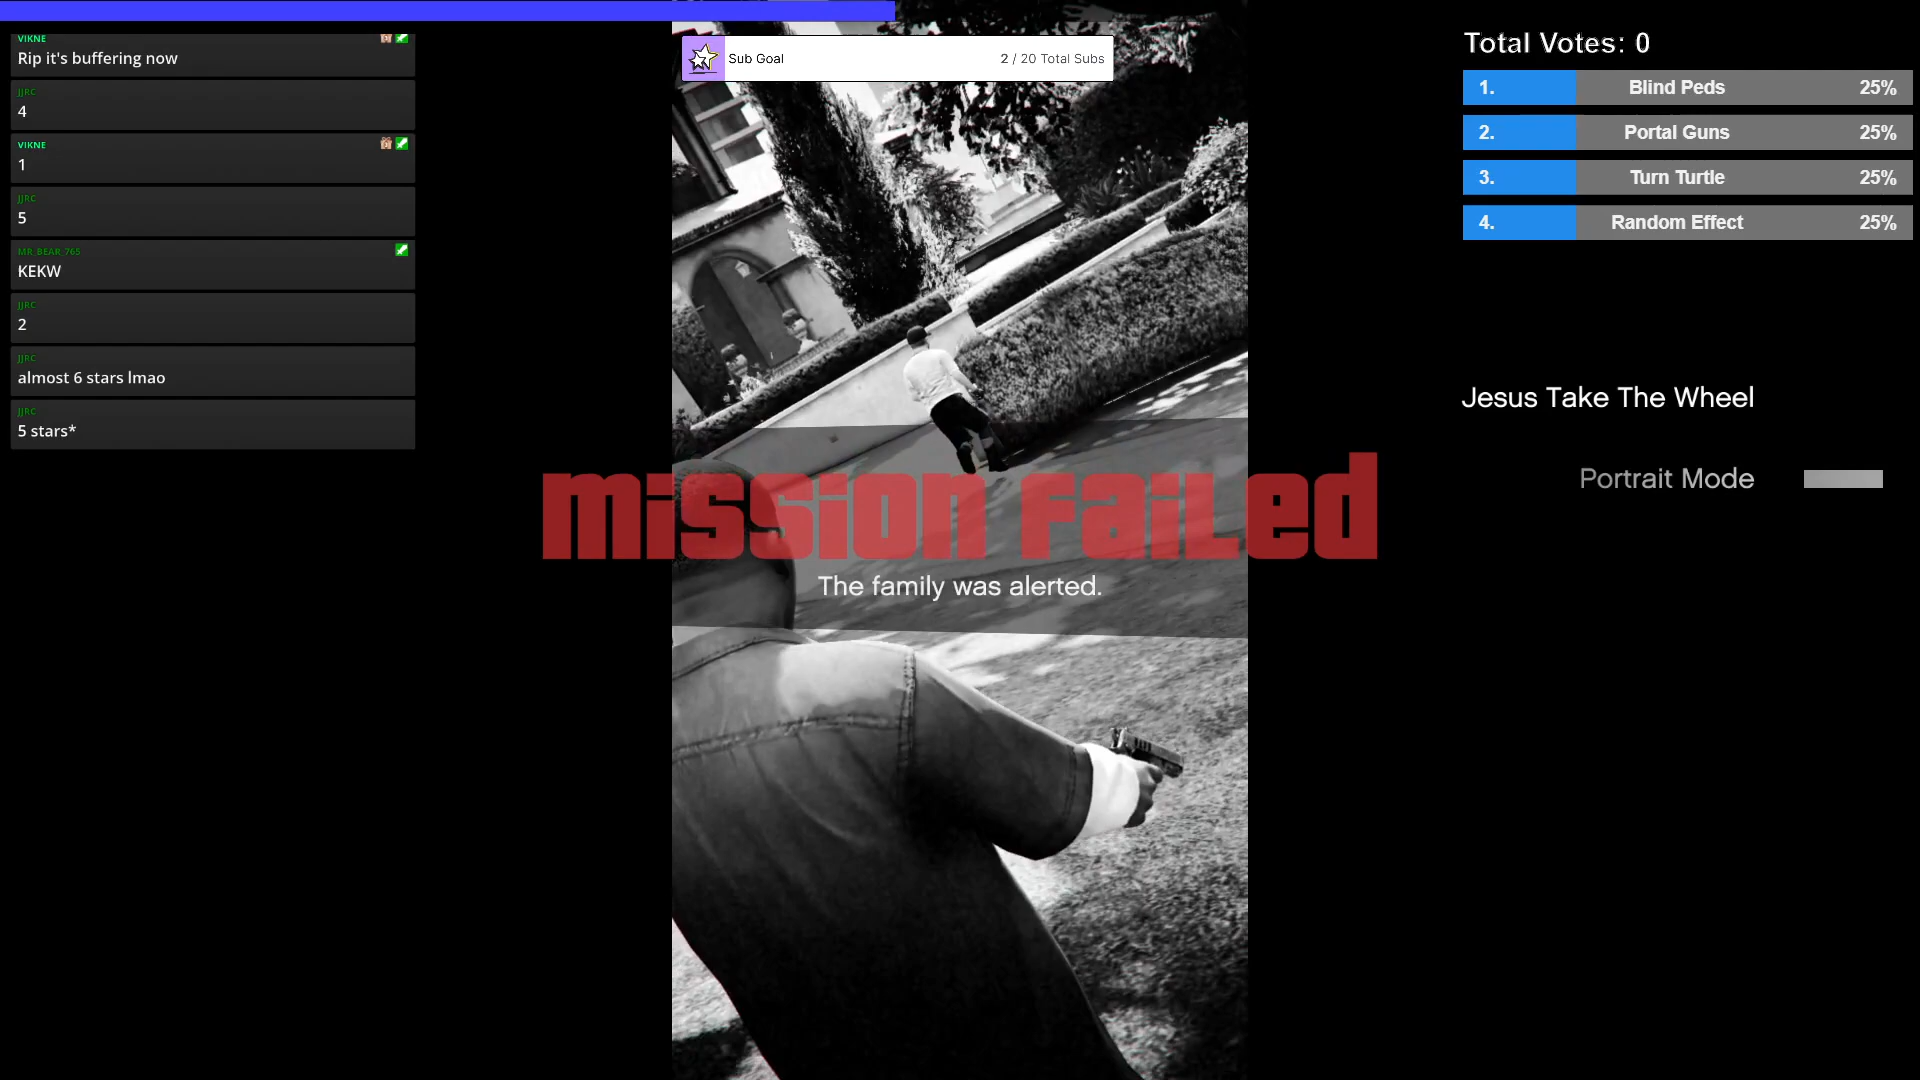 VIKNE
Rip it's buffering now
JJRC
4
VIKNE
1
JJRC
5
MR_BEAR_765
KEKW
JJRC
2
JJRC
almost 6 stars lmao
JJRC
5 stars*
Sub Goal
2 / 20 Total Subs
mission failed
The family was alerted.
Total Votes: 0
1. Blind Peds 25%
2. Portal Guns 25%
3. Turn Turtle 25%
4. Random Effect 25%
Jesus Take The Wheel
Portrait Mode